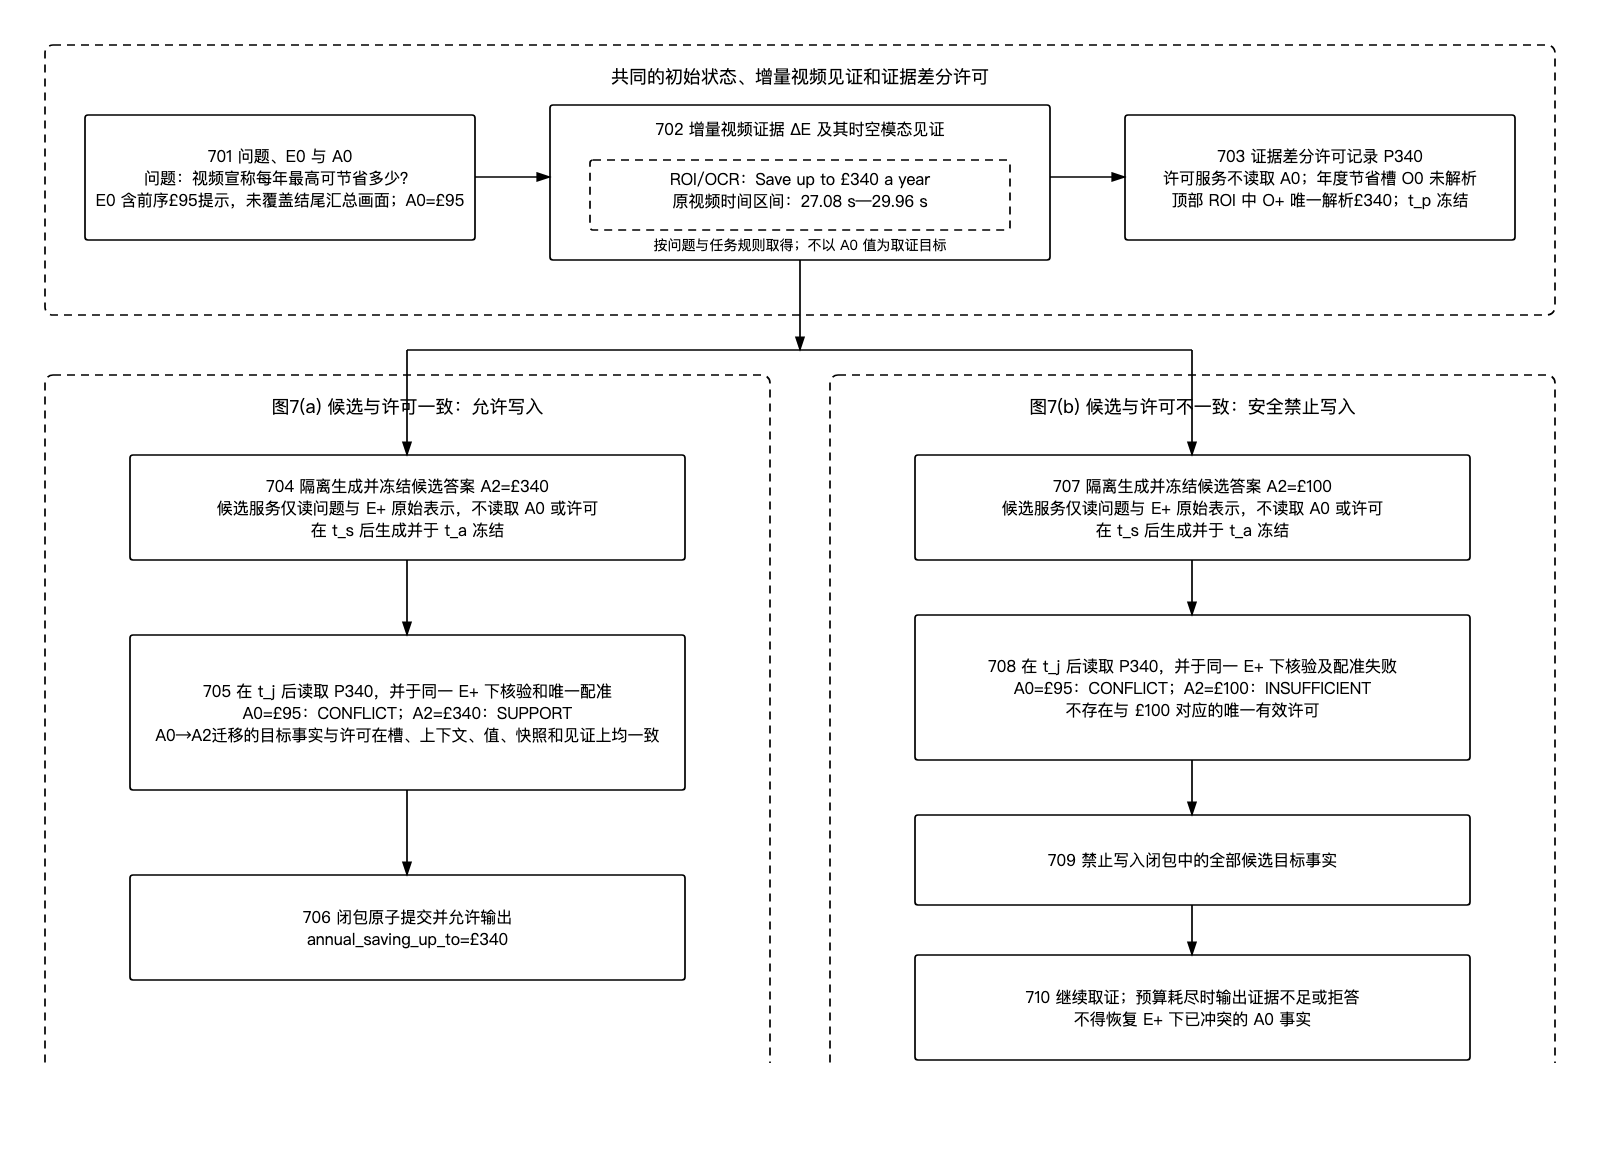 共同的初始状态、增量视频见证和证据差分许可
701 问题、E0 与 A0
问题：视频宣称每年最高可节省多少？
E0 含前序£95提示，未覆盖结尾汇总画面；A0=£95
702 增量视频证据 ΔE 及其时空模态见证
ROI/OCR：Save up to £340 a year
原视频时间区间：27.08 s—29.96 s
按问题与任务规则取得；不以 A0 值为取证目标
703 证据差分许可记录 P340
许可服务不读取 A0；年度节省槽 O0 未解析
顶部 ROI 中 O+ 唯一解析£340；t_p 冻结
图7(a) 候选与许可一致：允许写入
704 隔离生成并冻结候选答案 A2=£340
候选服务仅读问题与 E+ 原始表示，不读取 A0 或许可
在 t_s 后生成并于 t_a 冻结
705 在 t_j 后读取 P340，并于同一 E+ 下核验和唯一配准
A0=£95：CONFLICT；A2=£340：SUPPORT
A0→A2迁移的目标事实与许可在槽、上下文、值、快照和见证上均一致
706 闭包原子提交并允许输出
annual_saving_up_to=£340
图7(b) 候选与许可不一致：安全禁止写入
707 隔离生成并冻结候选答案 A2=£100
候选服务仅读问题与 E+ 原始表示，不读取 A0 或许可
在 t_s 后生成并于 t_a 冻结
708 在 t_j 后读取 P340，并于同一 E+ 下核验及配准失败
A0=£95：CONFLICT；A2=£100：INSUFFICIENT
不存在与 £100 对应的唯一有效许可
709 禁止写入闭包中的全部候选目标事实
710 继续取证；预算耗尽时输出证据不足或拒答
不得恢复 E+ 下已冲突的 A0 事实